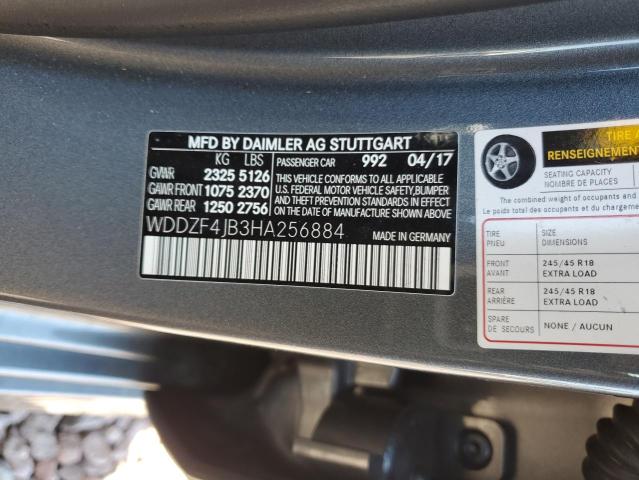 MFD BY DAIMLER AG STUTTGART
KG LBS
GVWR 2325 5126
GAWR FRONT 1075 2370
GAWR REAR 1250 2756
PASSENGER CAR 992 04/17
THIS VEHICLE CONFORMS TO ALL APPLICABLE
U.S. FEDERAL MOTOR VEHICLE SAFETY, BUMPER
AND THEFT PREVENTION STANDARDS IN EFFECT
ON THE DATE OF MANUFACTURE SHOWN ABOVE.
WDDZF4JB3HA256884
MADE IN GERMANY
TIRE
RENSEIGNEMENT
SEATING CAPACITY
NOMBRE DE PLACES
The combined weight of occupants and
Le poids total des occupants et
TIRE
PNEU
SIZE
DIMENSIONS
FRONT
AVANT
245/45 R18
EXTRA LOAD
REAR
ARRIÈRE
245/45 R18
EXTRA LOAD
SPARE
DE SECOURS
NONE / AUCUN